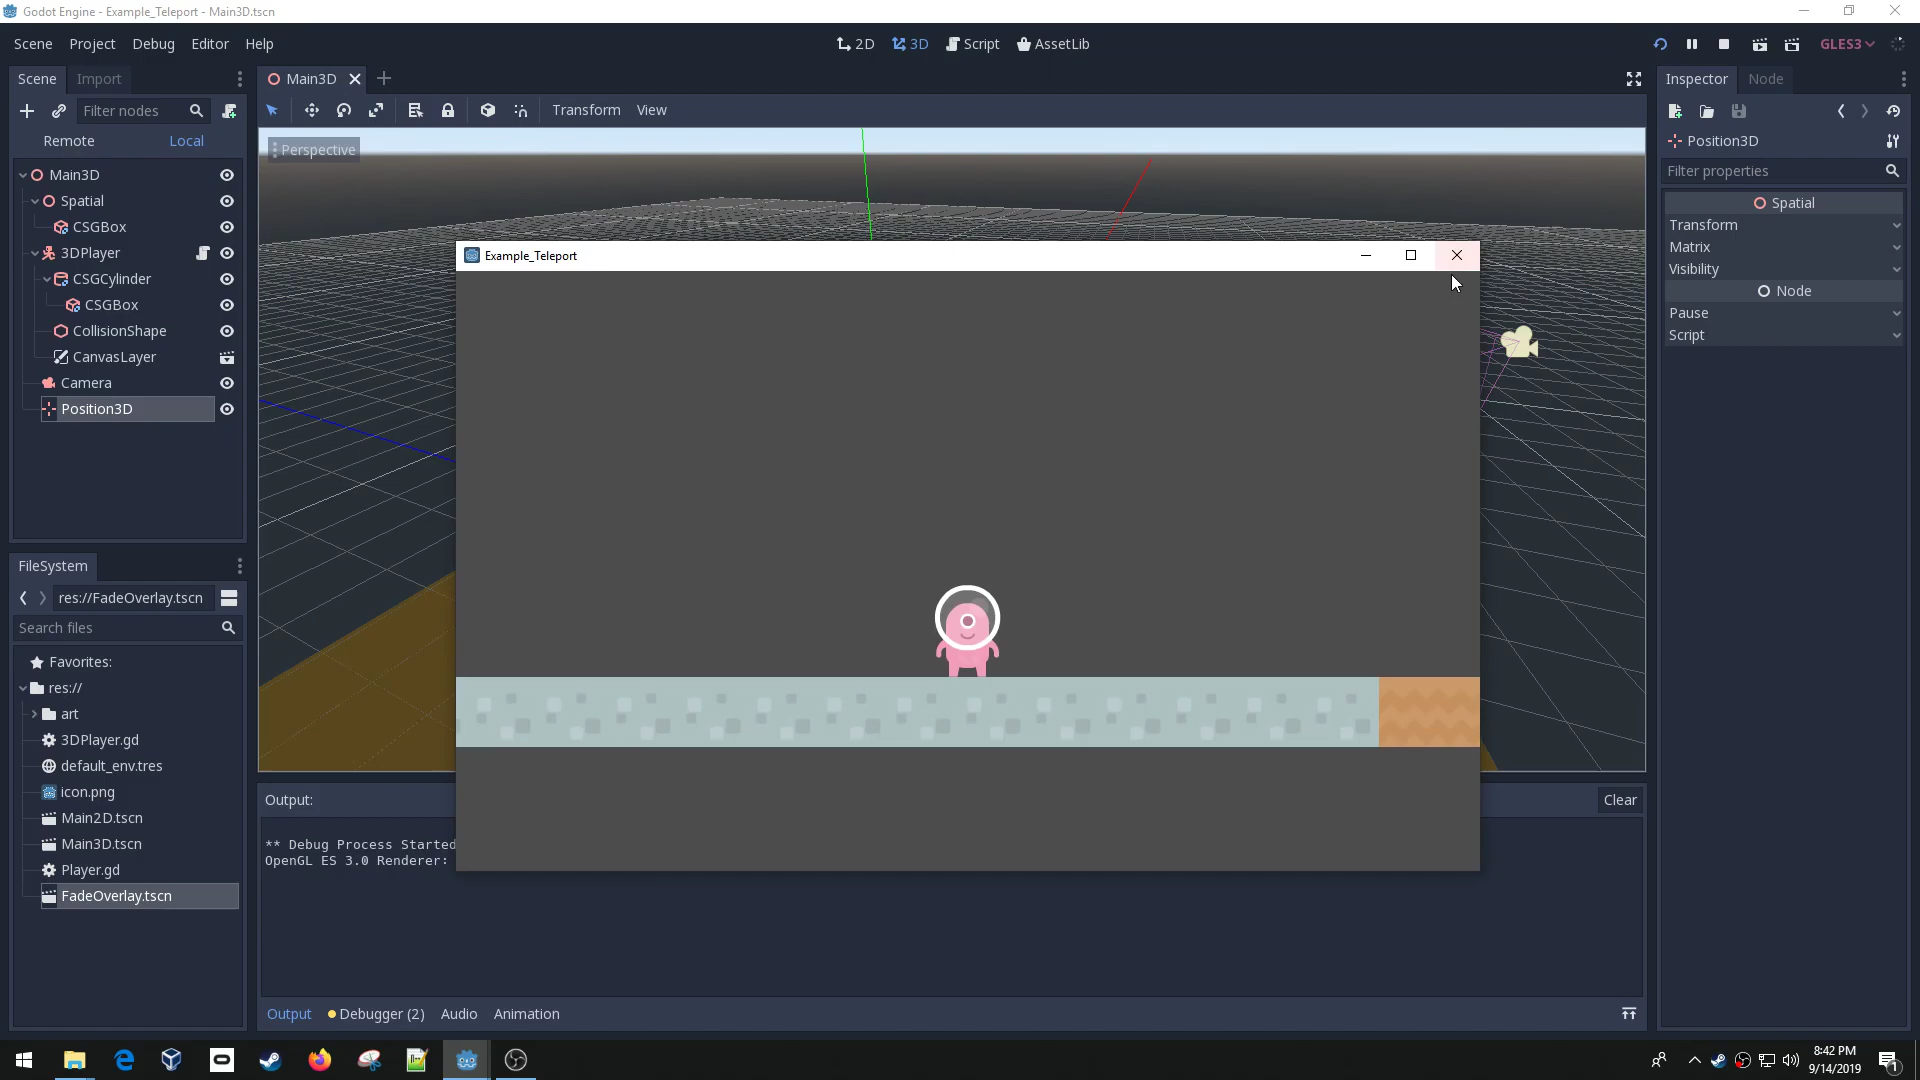 Godot Engine - Example_Teleport - Main3D.tscn
Scene Project Debug Editor Help
2D 3D Script AssetLib
GLES3
Scene Import
Main3D
Inspector Node
Filter nodes
Transform View
Remote Local
Position3D
Perspective
Filter properties
Main3D
Spatial
CSGBox
3DPlayer
CSGCylinder
CSGBox
CollisionShape
CanvasLayer
Camera
Position3D
Spatial
Transform
Matrix
Visibility
Node
Pause
Script
Example_Teleport
FileSystem
res://FadeOverlay.tscn
Search files
Favorites:
res://
art
3DPlayer.gd
default_env.tres
icon.png
Main2D.tscn
Main3D.tscn
Player.gd
FadeOverlay.tscn
Output:
Clear
** Debug Process Started
OpenGL ES 3.0 Renderer:
Output Debugger (2) Audio Animation
8:42 PM
9/14/2019
1